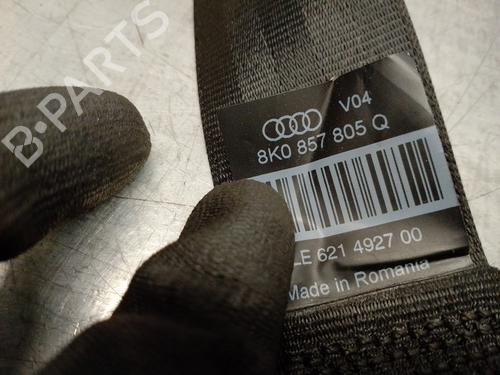 B-PARTS
V04
8K0 857 805 Q
LE 621 4927 00
Made in Romania